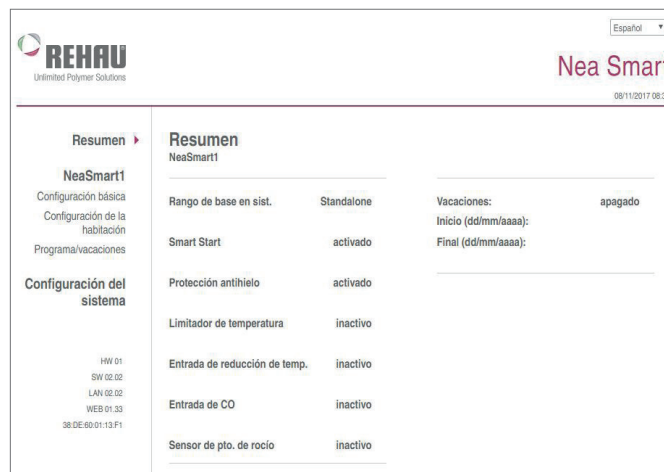 Español
REHAU
Unlimited Polymer Solutions
Nea Smart
08/11/2017 08:3
Resumen
NeaSmart1
Configuración básica
Configuración de la
habitación
Programa/vacaciones
Configuración del
sistema
HW 01
SW 02.02
LAN 02.02
WEB 01.33
38:DE:60:01:13:F1
Resumen
NeaSmart1
Rango de base en sist. Standalone
Smart Start activado
Protección antihielo activado
Limitador de temperatura inactivo
Entrada de reducción de temp. inactivo
Entrada de CO inactivo
Sensor de pto. de rocío inactivo
Vacaciones: apagado
Inicio (dd/mm/aaaa):
Final (dd/mm/aaaa):